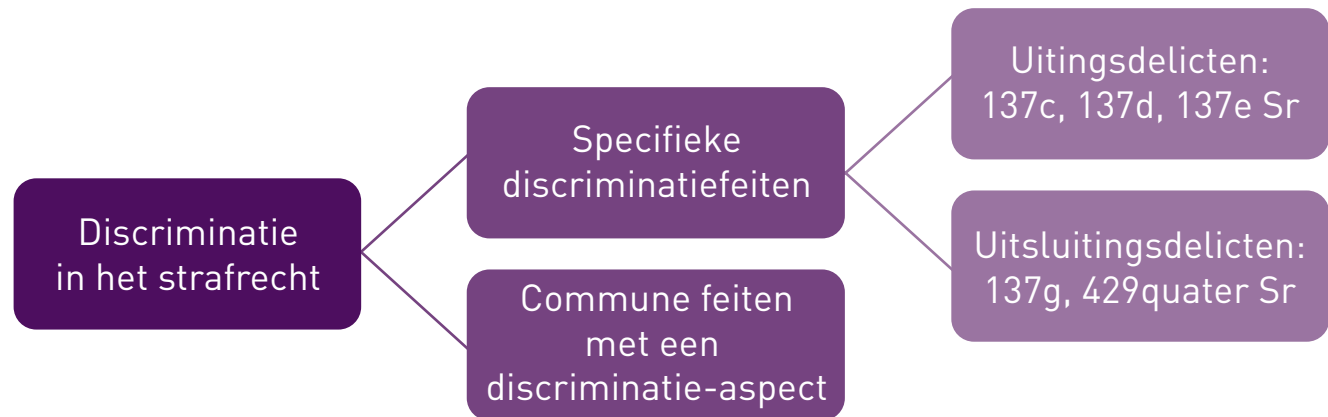 Discriminatie
in het strafrecht
Specifieke
discriminatiefeiten
Commune feiten
met een
discriminatie-aspect
Uitingsdelicten:
137c, 137d, 137e Sr
Uitsluitingsdelicten:
137g, 429quater Sr